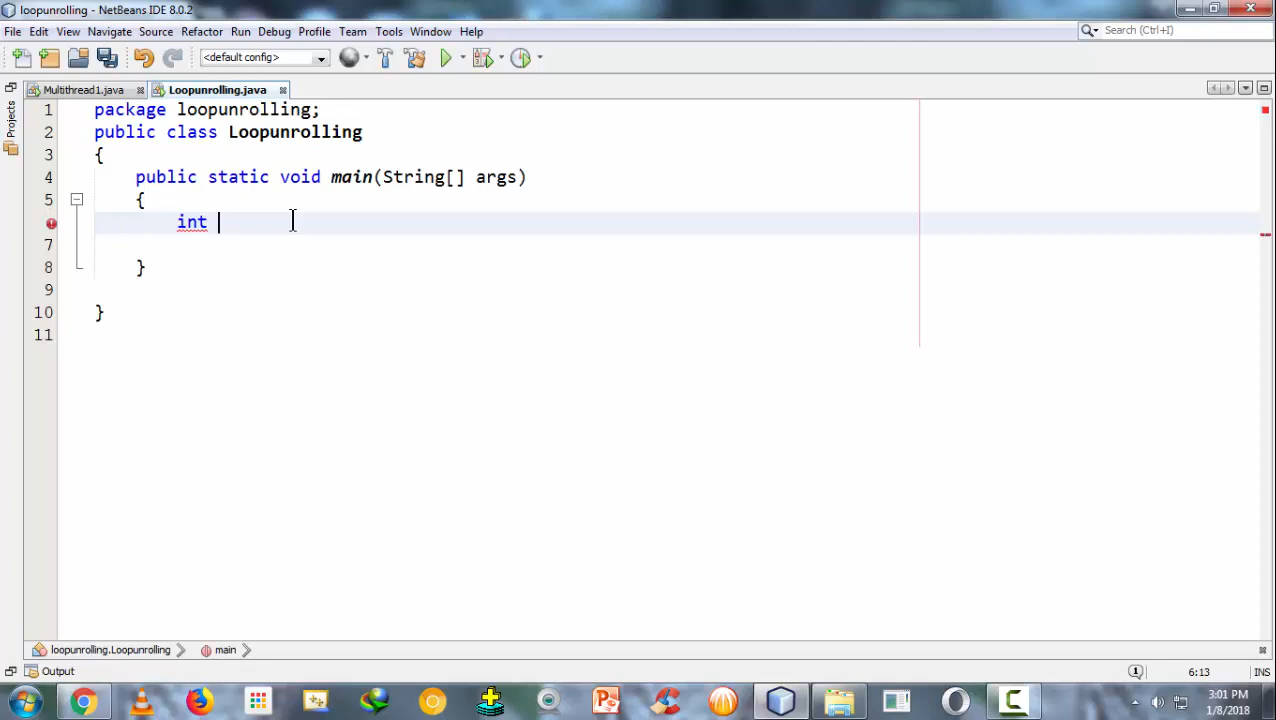 loopunrolling - NetBeans IDE 8.0.2
File Edit View Navigate Source Refactor Run Debug Profile Team Tools Window Help
Search (Ctrl+I)
<default config>
Multithread1.java Loopunrolling.java
Projects
1 package loopunrolling;
2 public class Loopunrolling
3 {
4 public static void main(String[] args)
5 {
int
7
8 }
9
10 }
11
loopunrolling.Loopunrolling main
Output 1 6:13 INS
3:01 PM
1/8/2018